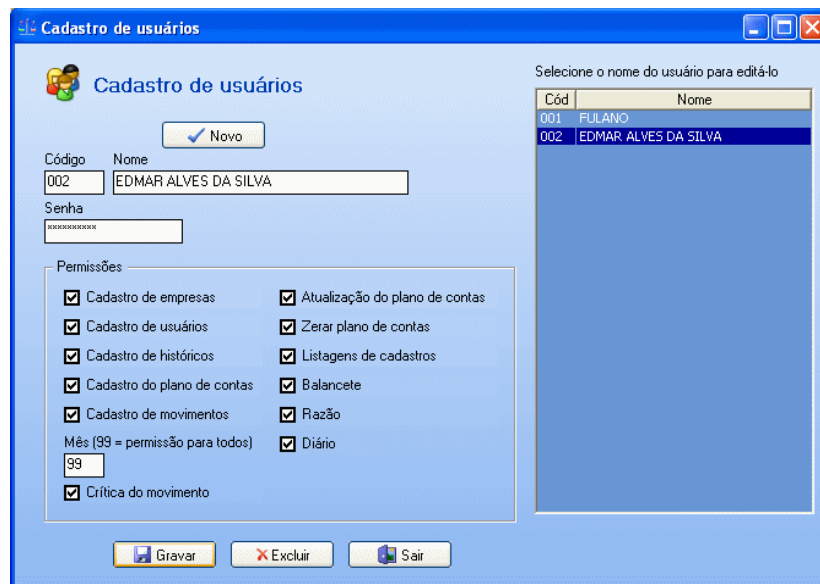 Cadastro de usuários
Cadastro de usuários
Novo
Código Nome
002 EDMAR ALVES DA SILVA
Senha
xxxxxxxxxx
Permissões
Cadastro de empresas
Cadastro de usuários
Cadastro de históricos
Cadastro do plano de contas
Cadastro de movimentos
Mês (99 = permissão para todos)
99
Crítica do movimento
Atualização do plano de contas
Zerar plano de contas
Listagens de cadastros
Balancete
Razão
Diário
Gravar Excluir Sair
Selecione o nome do usuário para editá-lo
Cód Nome
001 FULANO
002 EDMAR ALVES DA SILVA